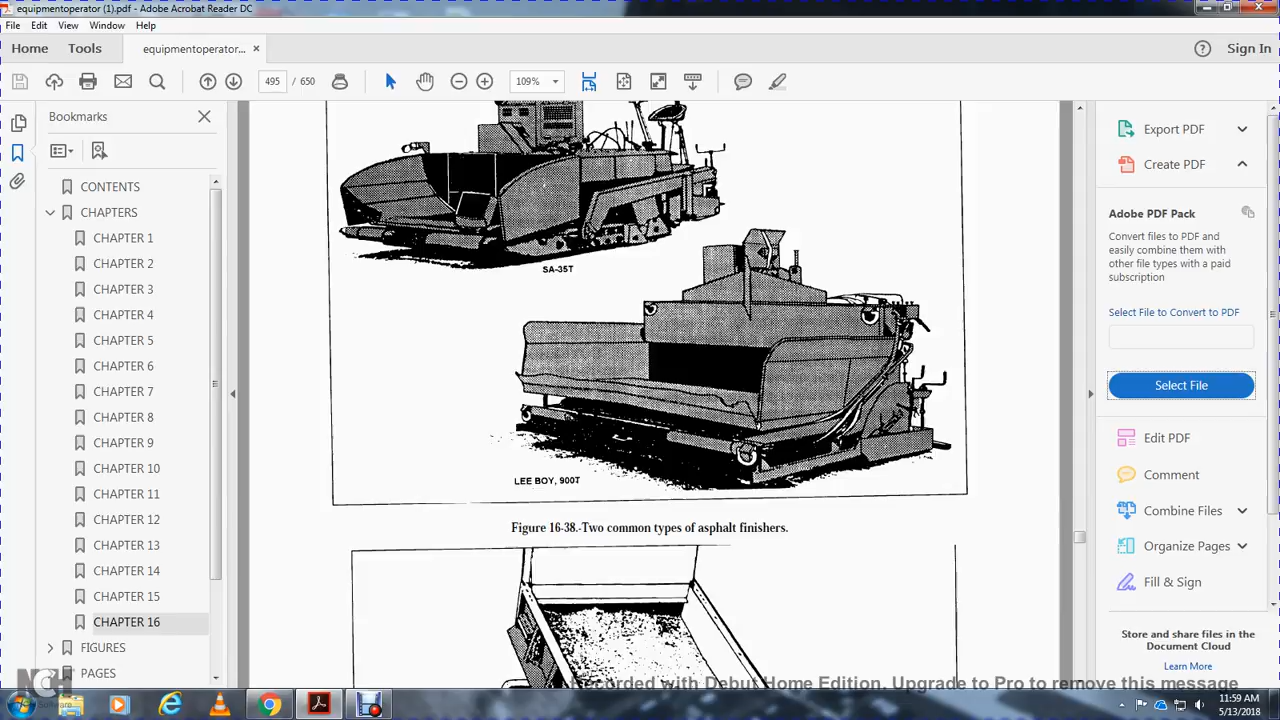 equipmentoperator (1).pdf - Adobe Acrobat Reader DC
File Edit View Window Help
Home Tools equipmentoperator... × Sign In
495 / 650 109%
Bookmarks
CONTENTS
CHAPTERS
CHAPTER 1
CHAPTER 2
CHAPTER 3
CHAPTER 4
CHAPTER 5
CHAPTER 6
CHAPTER 7
CHAPTER 8
CHAPTER 9
CHAPTER 10
CHAPTER 11
CHAPTER 12
CHAPTER 13
CHAPTER 14
CHAPTER 15
CHAPTER 16
FIGURES
PAGES
SA-35T
LEE BOY, 900T
Figure 16-38.-Two common types of asphalt finishers.
Export PDF
Create PDF
Adobe PDF Pack
Convert files to PDF and
easily combine them with
other file types with a paid
subscription
Select File to Convert to PDF
Select File
Edit PDF
Comment
Combine Files
Organize Pages
Fill & Sign
Store and share files in the
Document Cloud
Learn More
Recorded with Debut Home Edition. Upgrade to Pro to remove this message
NCH
Software
11:59 AM
5/13/2018